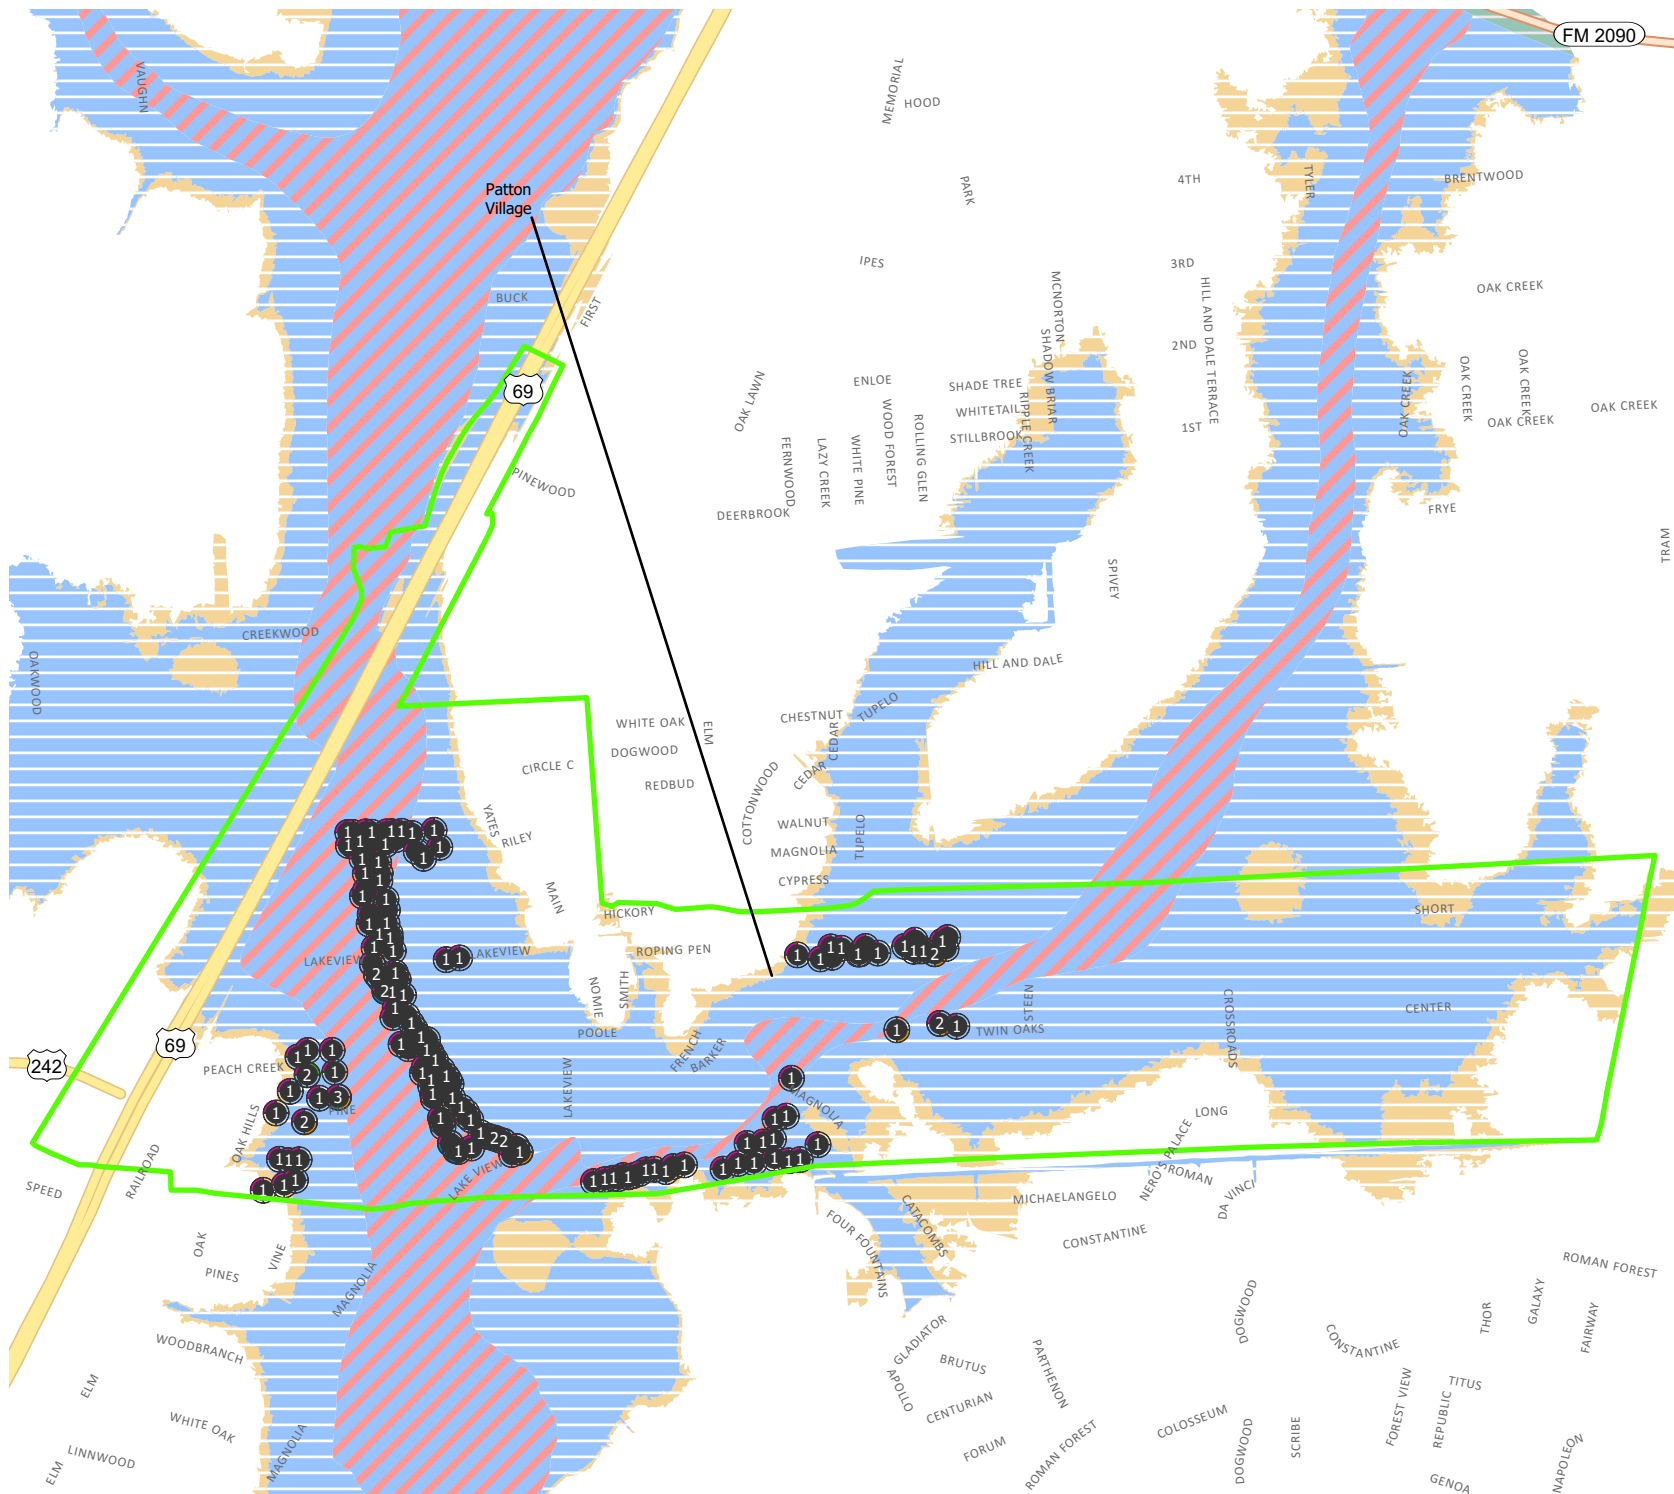 FM 2090
VAUGHN
MEMORIAL
HOOD
PARK
4TH
TYLER
BRENTWOOD
Patton
Village
IPES
3RD
MCNORTON
HILL AND DALE TERRACE
OAK CREEK
BUCK
FIRST
2ND
SHADOW BRIAR
69
OAK LAWN
ENLOE
SHADE TREE
WHITETAIL
STILLBROOK
RIPPLE CREEK
WOOD FOREST
ROLLING GLEN
1ST
OAK CREEK
OAK CREEK
OAK CREEK
OAK CREEK
OAK CREEK
FERNWOOD
LAZY CREEK
WHITE PINE
PINEWOOD
DEERBROOK
FRYE
TRAM
SPIVEY
CREEKWOOD
OAKWOOD
HILL AND DALE
TUPELO
CHESTNUT
WHITE OAK
ELM
CEDAR
DOGWOOD
CIRCLE C
REDBUD
COTTONWOOD
CEDAR
YATES
RILEY
WALNUT
TUPELO
MAGNOLIA
CYPRESS
MAIN
HICKORY
SHORT
LAKEVIEW
LAKEVIEW
ROPING PEN
NOMIE
SMITH
STEEN
CROSSROADS
CENTER
POOLE
TWIN OAKS
FRENCH
BARKER
69
242
PEACH CREEK
LAKEVIEW
PINE
MAGNOLIA
LONG
OAK HILLS
NERO'S PALACE
RAILROAD
SPEED
LAKE VIEW
ROMAN
DA VINCI
MICHAELANGELO
CATACOMBS
FOUR FOUNTAINS
CONSTANTINE
OAK
VINE
PINES
MAGNOLIA
ROMAN FOREST
GALAXY
DOGWOOD
THOR
FAIRWAY
WOODBRANCH
GLADIATOR
CONSTANTINE
BRUTUS
PARTHENON
APOLLO
TITUS
ELM
FOREST VIEW
REPUBLIC
CENTURIAN
COLOSSEUM
WHITE OAK
DOGWOOD
SCRIBE
FORUM
ROMAN FOREST
NAPOLEON
LINNWOOD
ELM
MAGNOLIA
GENOA